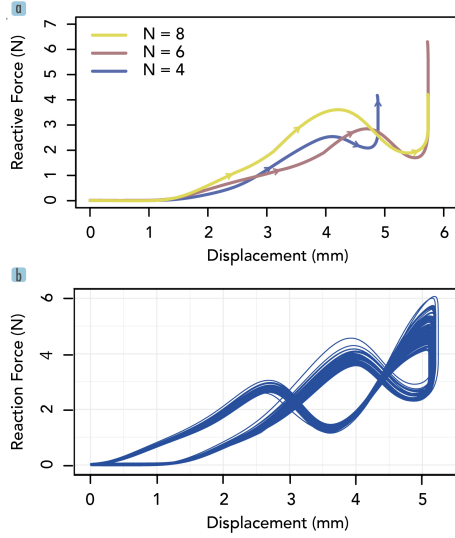 a
7
6
5
4
3
2
1
0
Reactive Force (N)
N = 8
N = 6
N = 4
0 1 2 3 4 5 6
Displacement (mm)
b
6
4
2
0
Reaction Force (N)
0 1 2 3 4 5
Displacement (mm)